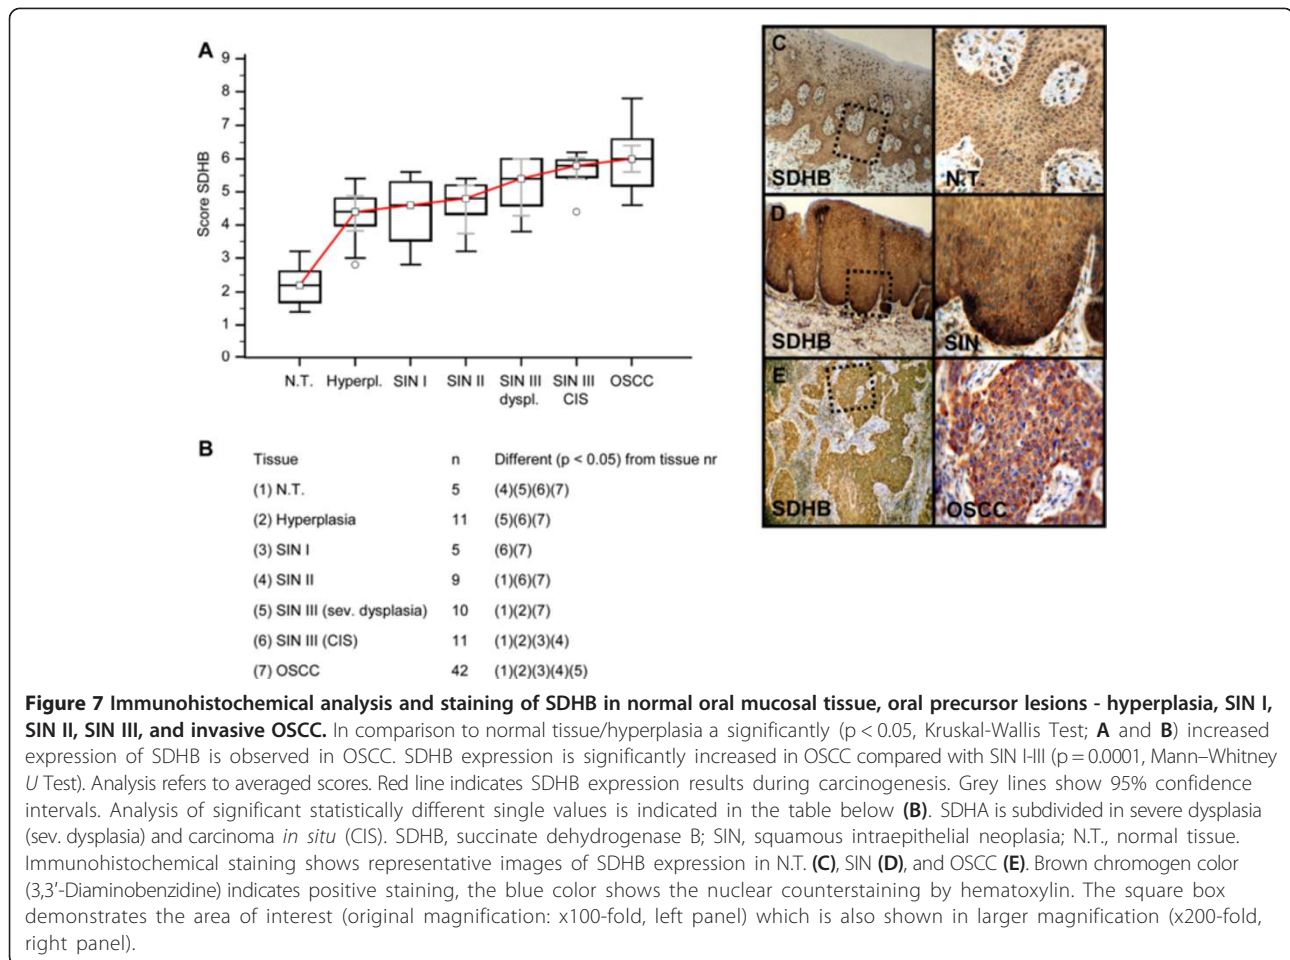 A
Score SDHB
9
8
7
6
5
4
3
2
1
0
N.T. Hyperpl. SIN I SIN II SIN III dyspl. SIN III CIS OSCC
B
Tissue n Different (p < 0.05) from tissue nr
(1) N.T. 5 (4)(5)(6)(7)
(2) Hyperplasia 11 (5)(6)(7)
(3) SIN I 5 (6)(7)
(4) SIN II 9 (1)(6)(7)
(5) SIN III (sev. dysplasia) 10 (1)(2)(7)
(6) SIN III (CIS) 11 (1)(2)(3)(4)
(7) OSCC 42 (1)(2)(3)(4)(5)
C
SDHB N.T.
D
SDHB SIN
E
SDHB OSCC
Figure 7 Immunohistochemical analysis and staining of SDHB in normal oral mucosal tissue, oral precursor lesions - hyperplasia, SIN I,
SIN II, SIN III, and invasive OSCC. In comparison to normal tissue/hyperplasia a significantly (p < 0.05, Kruskal-Wallis Test; A and B) increased
expression of SDHB is observed in OSCC. SDHB expression is significantly increased in OSCC compared with SIN I-III (p = 0.0001, Mann–Whitney
U Test). Analysis refers to averaged scores. Red line indicates SDHB expression results during carcinogenesis. Grey lines show 95% confidence
intervals. Analysis of significant statistically different single values is indicated in the table below (B). SDHA is subdivided in severe dysplasia
(sev. dysplasia) and carcinoma in situ (CIS). SDHB, succinate dehydrogenase B; SIN, squamous intraepithelial neoplasia; N.T., normal tissue.
Immunohistochemical staining shows representative images of SDHB expression in N.T. (C), SIN (D), and OSCC (E). Brown chromogen color
(3,3′-Diaminobenzidine) indicates positive staining, the blue color shows the nuclear counterstaining by hematoxylin. The square box
demonstrates the area of interest (original magnification: x100-fold, left panel) which is also shown in larger magnification (x200-fold,
right panel).